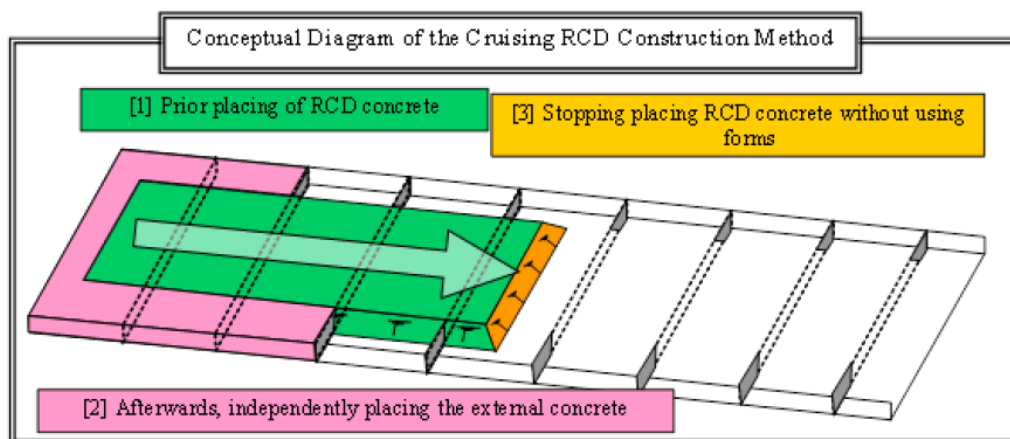 Conceptual Diagram of the Cruising RCD Construction Method
[1] Prior placing of RCD concrete
[3] Stopping placing RCD concrete without using
forms
[2] Afterwards, independently placing the external concrete